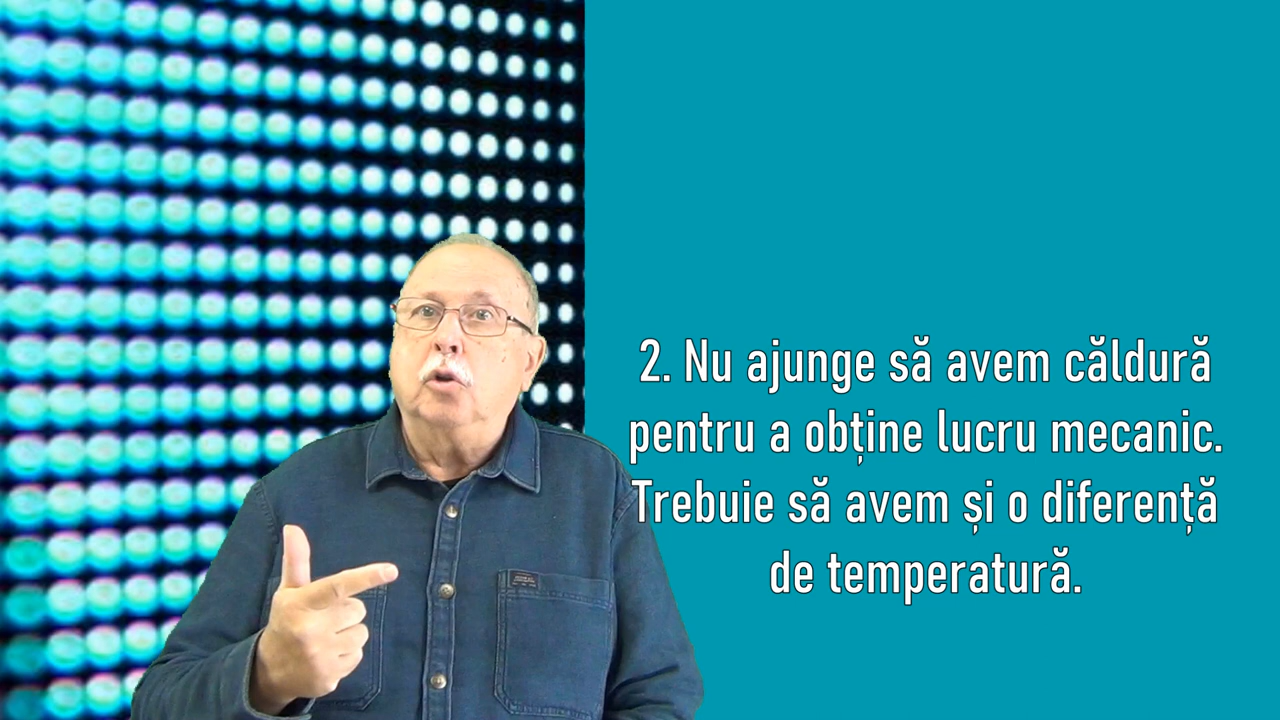 2. Nu ajunge să avem căldură
pentru a obține lucru mecanic.
Trebuie să avem și o diferență
de temperatură.